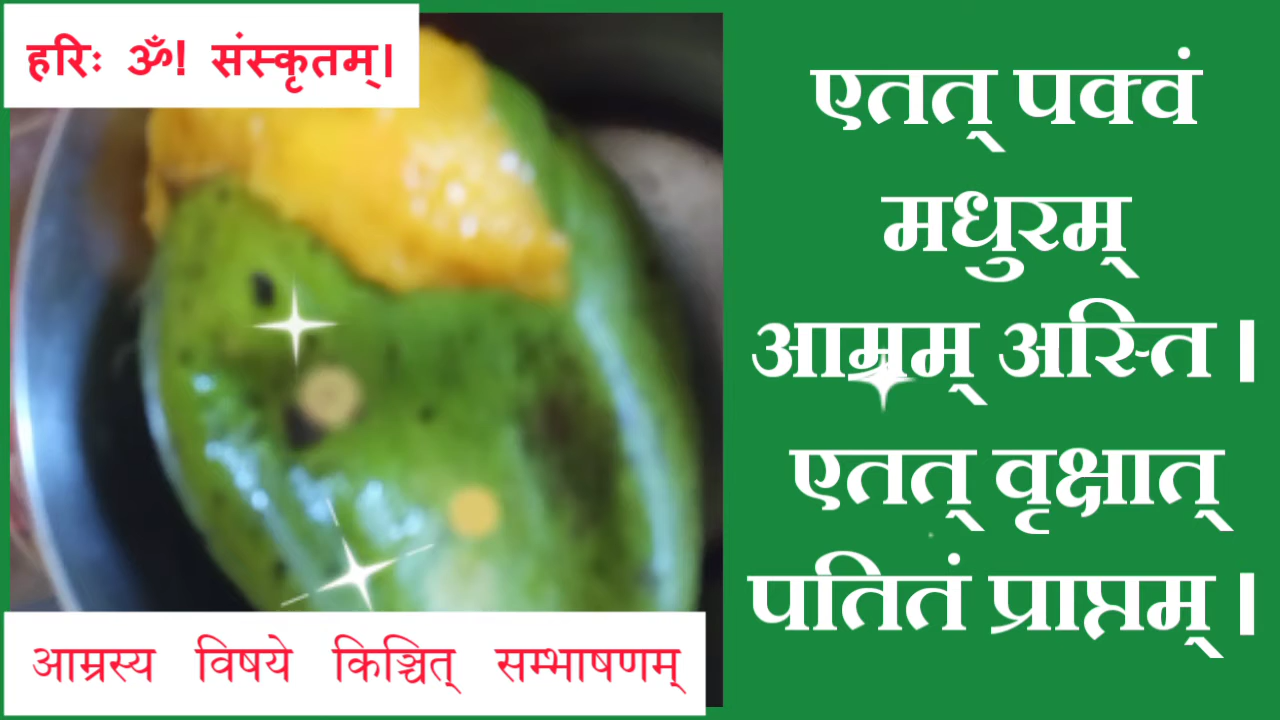 हरिः ॐ! संस्कृतम्।
एतत् पक्वं
मधुरम्
आम्रम् अस्ति।
एतत् वृक्षात्
पतितं प्राप्तम्।
आम्रस्य विषये किञ्चित् सम्भाषणम्